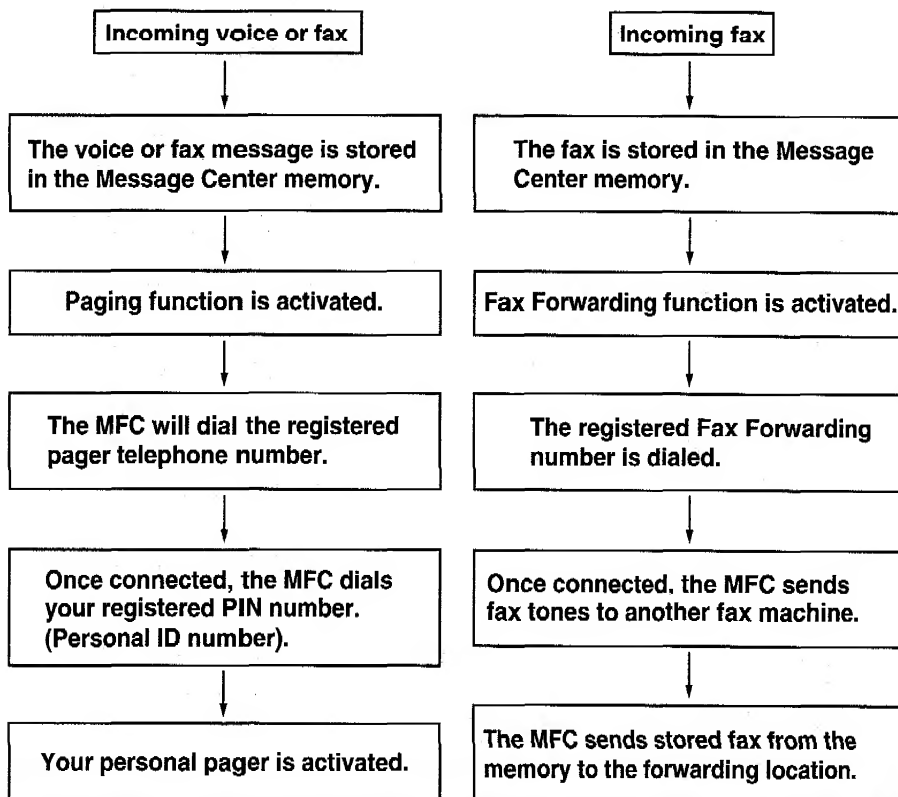 Incoming voice or fax
The voice or fax message is stored
in the Message Center memory.
Paging function is activated.
The MFC will dial the registered
pager telephone number.
Once connected, the MFC dials
your registered PIN number.
(Personal ID number).
Your personal pager is activated.
Incoming fax
The fax is stored in the Message
Center memory.
Fax Forwarding function is activated.
The registered Fax Forwarding
number is dialed.
Once connected, the MFC sends
fax tones to another fax machine.
The MFC sends stored fax from the
memory to the forwarding location.